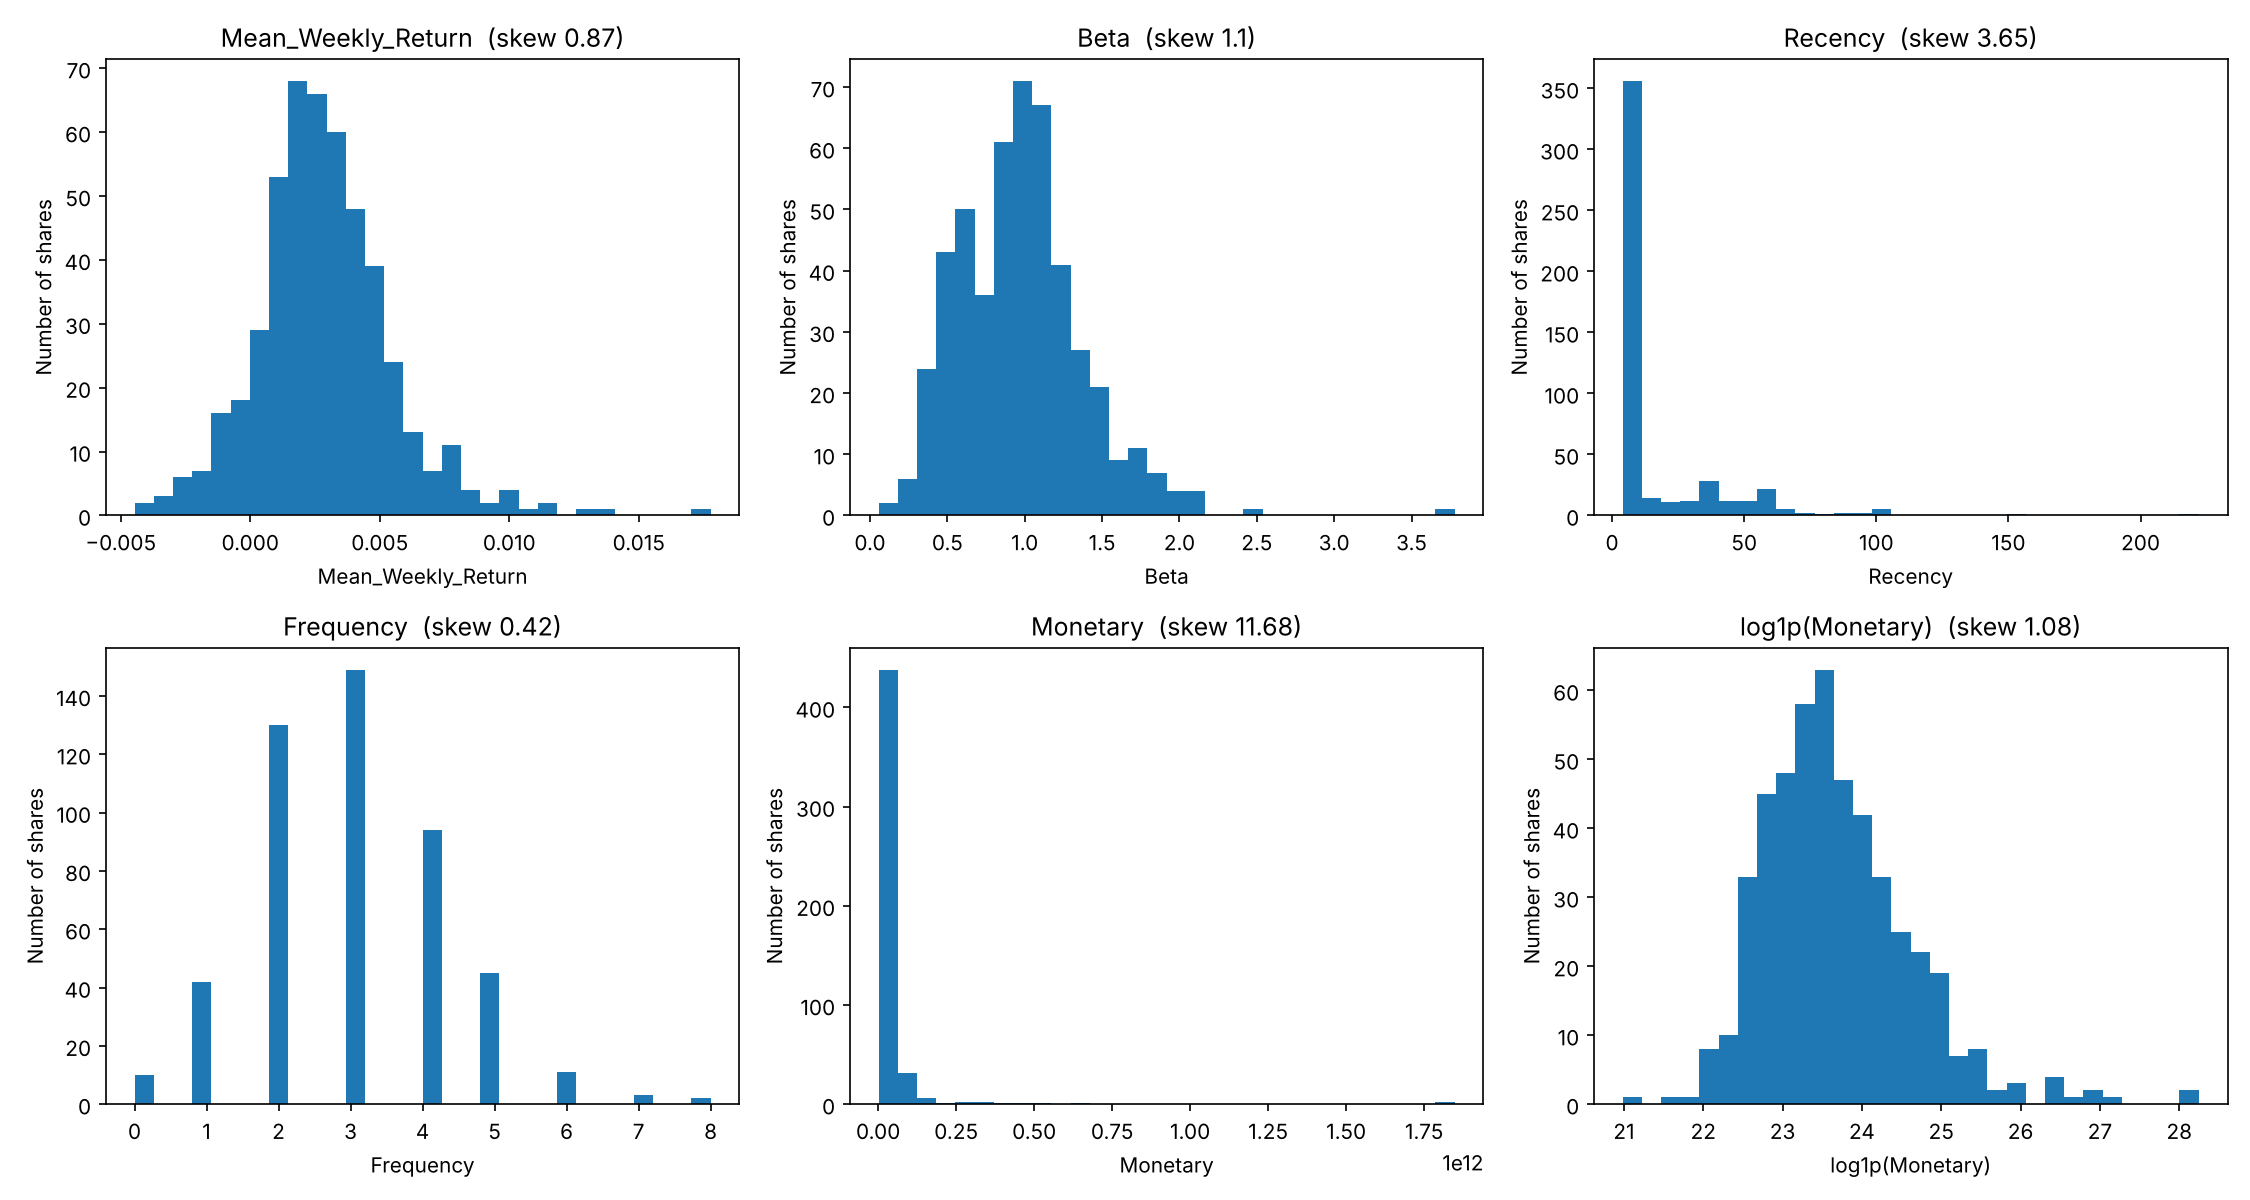 Mean_Weekly_Return (skew 0.87)
70
60
50
40
30
20
10
0
Number of shares
−0.005 0.000 0.005 0.010 0.015
Mean_Weekly_Return
Beta (skew 1.1)
70
60
50
40
30
20
10
0
Number of shares
0.0 0.5 1.0 1.5 2.0 2.5 3.0 3.5
Beta
Recency (skew 3.65)
350
300
250
200
150
100
50
0
Number of shares
0 50 100 150 200
Recency
Frequency (skew 0.42)
140
120
100
80
60
40
20
0
Number of shares
0 1 2 3 4 5 6 7 8
Frequency
Monetary (skew 11.68)
400
300
200
100
0
Number of shares
0.00 0.25 0.50 0.75 1.00 1.25 1.50 1.75
1e12
Monetary
log1p(Monetary) (skew 1.08)
60
50
40
30
20
10
0
Number of shares
21 22 23 24 25 26 27 28
log1p(Monetary)